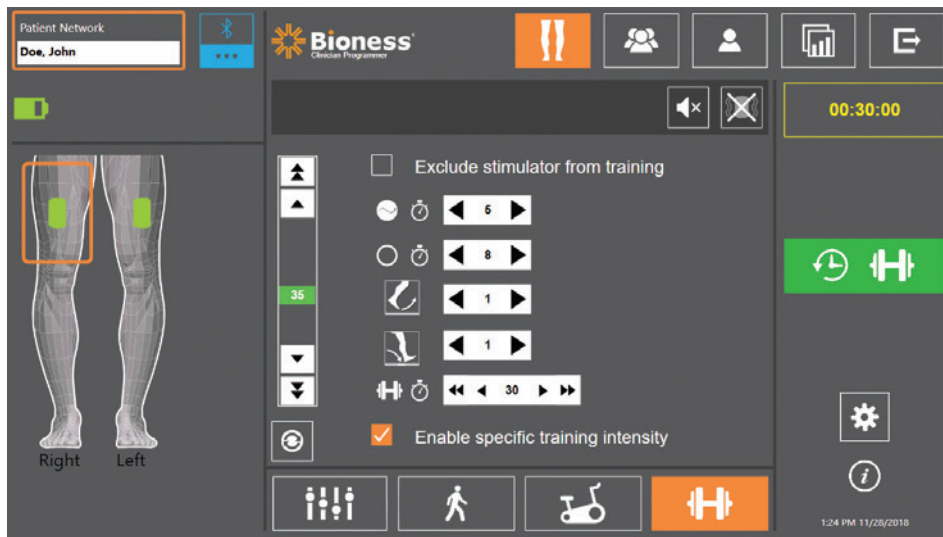 Patient Network
Doe, John
Bioness
Clinician Programmer
00:30:00
Exclude stimulator from training
5
8
35
1
1
30
Enable specific training intensity
Right Left
i
1:24 PM 11/28/2018